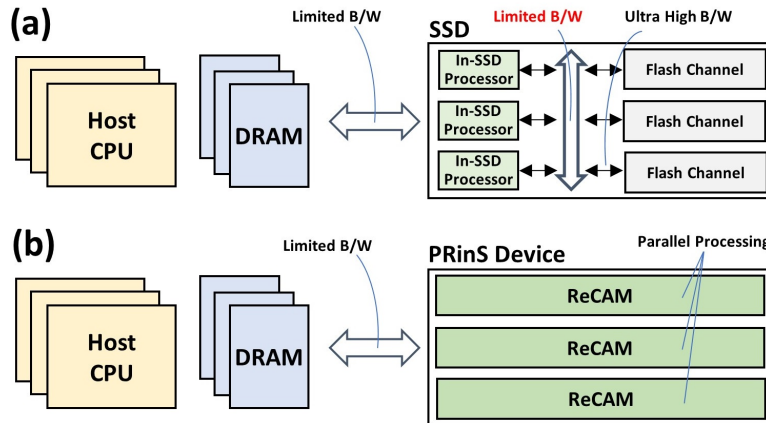 (a)
Limited B/W
Limited B/W
Ultra High B/W
SSD
Host
CPU
DRAM
In-SSD
Processor
In-SSD
Processor
In-SSD
Processor
Flash Channel
Flash Channel
Flash Channel
(b)
Limited B/W
Parallel Processing
PRinS Device
Host
CPU
DRAM
ReCAM
ReCAM
ReCAM